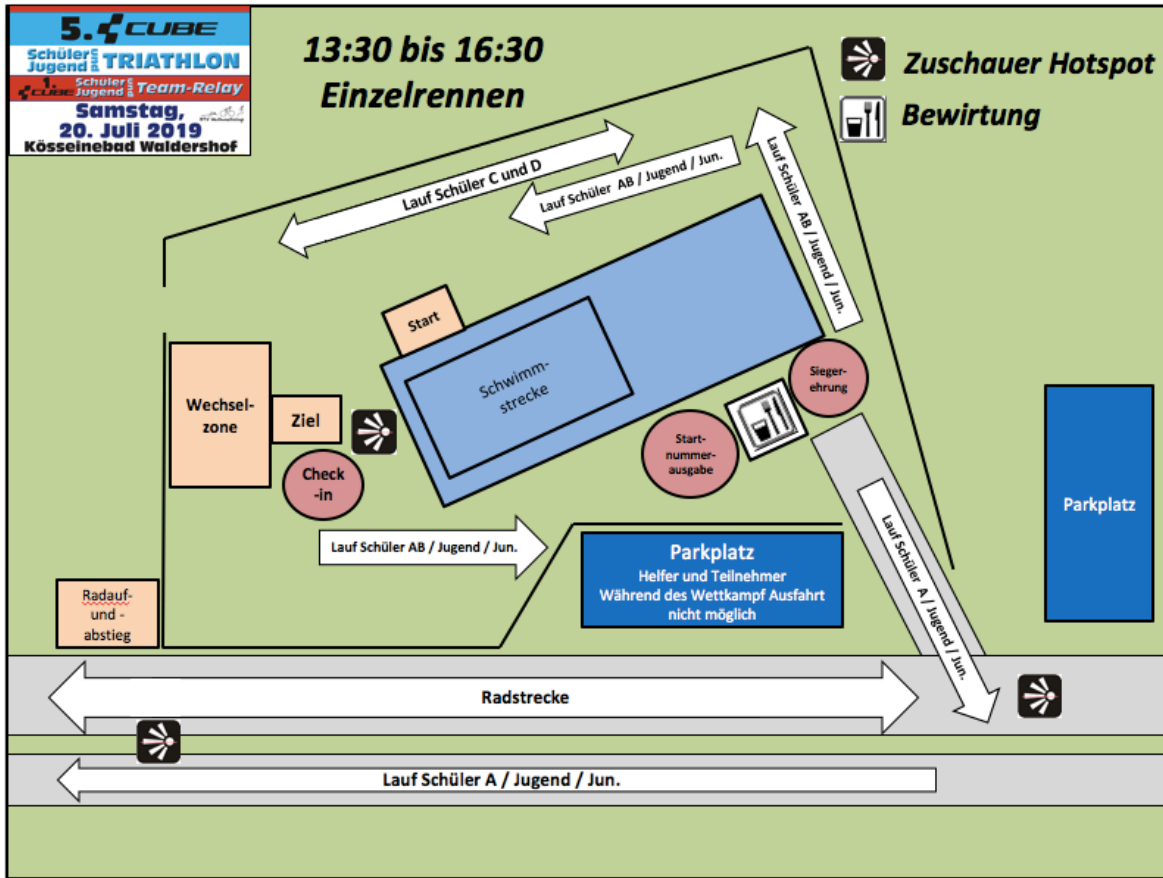 5. CUBE
Schüler und Jugend TRIATHLON
1. CUBE Schüler und Jugend Team-Relay
Samstag,
20. Juli 2019
Kösseinebad Waldershof
13:30 bis 16:30
Einzelrennen
Zuschauer Hotspot
Bewirtung
Lauf Schüler C und D
Lauf Schüler AB / Jugend / Jun.
Lauf Schüler AB / Jugend / Jun.
Start
Schwimm-
strecke
Wechsel-
zone
Ziel
Check
-in
Sieger-
ehrung
Start-
nummer-
ausgabe
Lauf Schüler AB / Jugend / Jun.
Parkplatz
Helfer und Teilnehmer
Während des Wettkampf Ausfahrt
nicht möglich
Lauf Schüler A / Jugend / Jun.
Parkplatz
Radauf-
und -
abstieg
Radstrecke
Lauf Schüler A / Jugend / Jun.